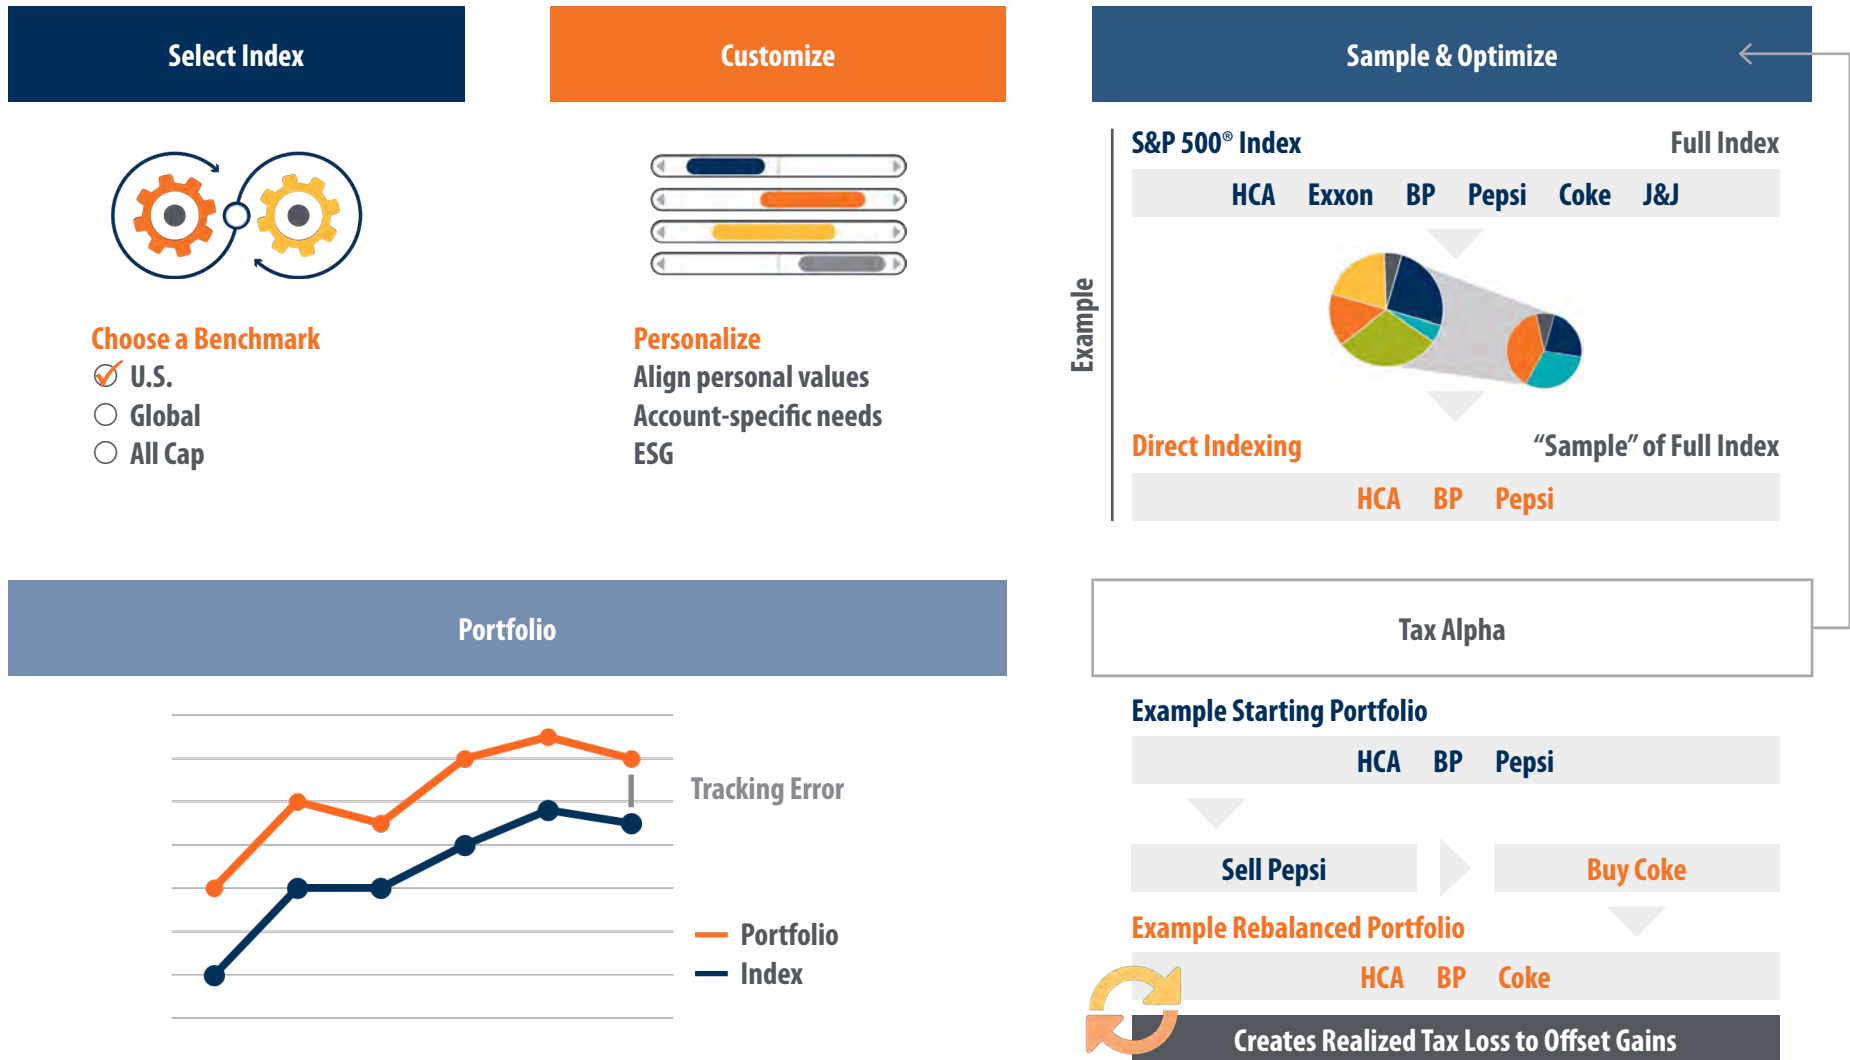 Select Index
Customize
Sample & Optimize
Choose a Benchmark
U.S.
Global
All Cap
Personalize
Align personal values
Account-specific needs
ESG
Example
S&P 500® Index
Full Index
HCA Exxon BP Pepsi Coke J&J
Direct Indexing
“Sample” of Full Index
HCA BP Pepsi
Portfolio
Tracking Error
Portfolio
Index
Tax Alpha
Example Starting Portfolio
HCA BP Pepsi
Sell Pepsi
Buy Coke
Example Rebalanced Portfolio
HCA BP Coke
Creates Realized Tax Loss to Offset Gains